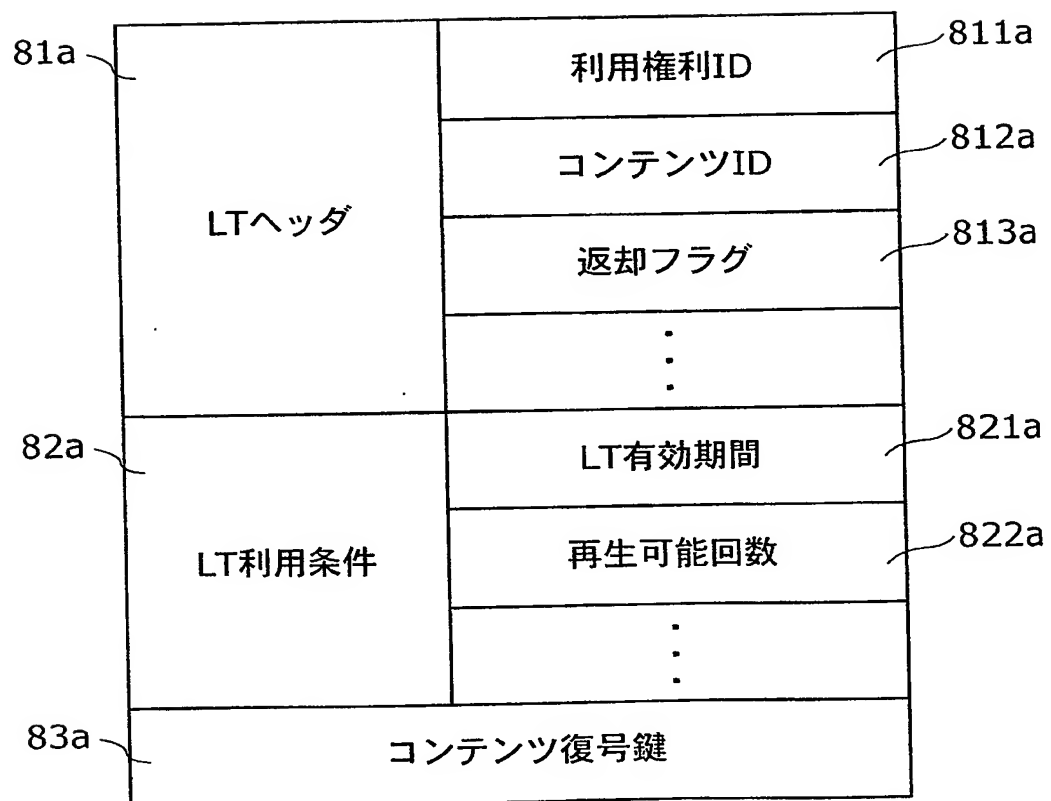 81a
利用権利ID
811a
コンテンツID
812a
LTヘッダ
返却フラグ
813a
82a
LT有効期間
821a
LT利用条件
再生可能回数
822a
83a
コンテンツ復号鍵